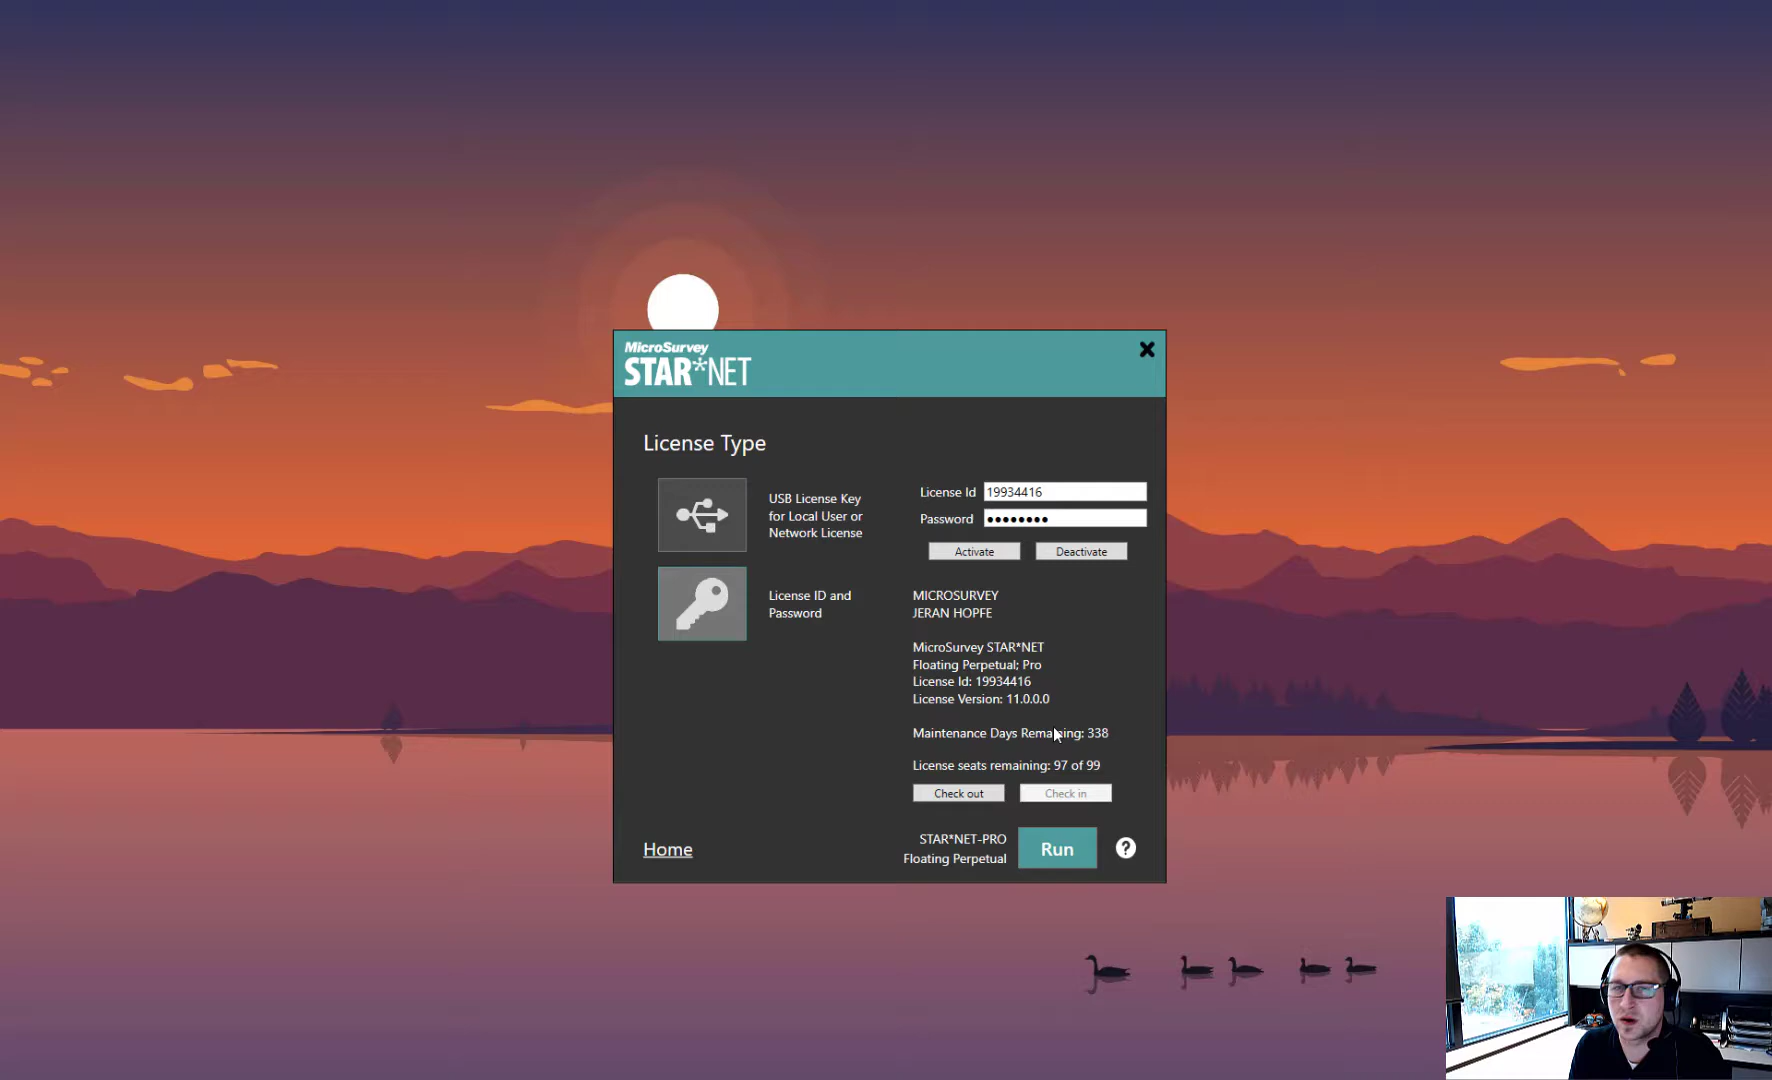 MicroSurvey
STAR*NET
License Type
USB License Key
for Local User or
Network License
License ID and
Password
License Id 19934416
Password ●●●●●●●●
Activate Deactivate
MICROSURVEY
JERAN HOPFE
MicroSurvey STAR*NET
Floating Perpetual; Pro
License Id: 19934416
License Version: 11.0.0.0
Maintenance Days Remaining: 338
License seats remaining: 97 of 99
Check out Check in
Home
STAR*NET-PRO
Floating Perpetual
Run ?